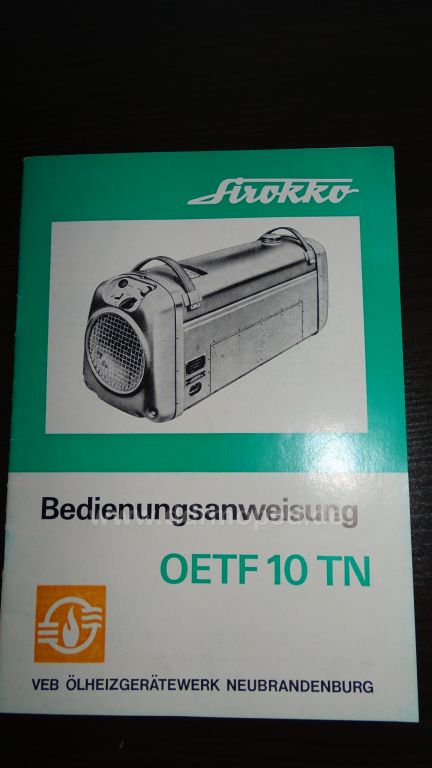 Sirokko
Bedienungsanweisung
OETF 10 TN
VEB ÖLHEIZGERÄTEWERK NEUBRANDENBURG